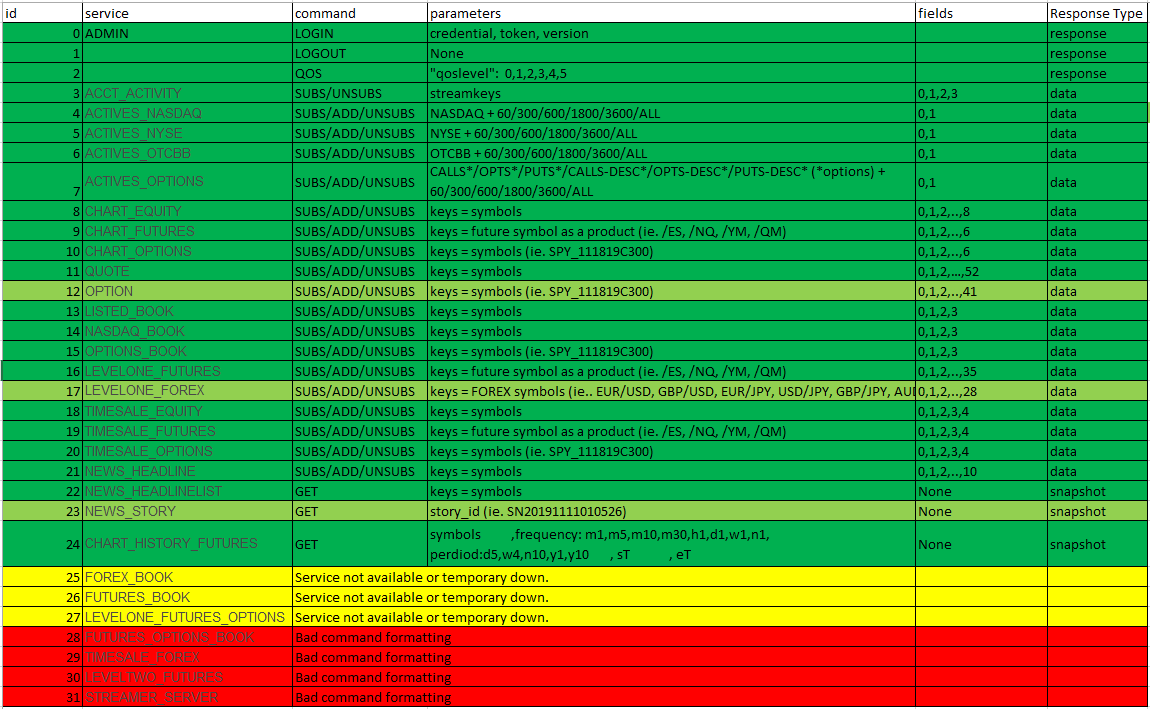 id service command parameters fields Response Type
0 ADMIN LOGIN credential, token, version response
1 LOGOUT None response
2 QOS "qoslevel": 0,1,2,3,4,5 response
3 ACCT_ACTIVITY SUBS/UNSUBS streamkeys 0,1,2,3 data
4 ACTIVES_NASDAQ SUBS/ADD/UNSUBS NASDAQ + 60/300/600/1800/3600/ALL 0,1 data
5 ACTIVES_NYSE SUBS/ADD/UNSUBS NYSE + 60/300/600/1800/3600/ALL 0,1 data
6 ACTIVES_OTCBB SUBS/ADD/UNSUBS OTCBB + 60/300/600/1800/3600/ALL 0,1 data
7 ACTIVES_OPTIONS SUBS/ADD/UNSUBS CALLS*/OPTS*/PUTS*/CALLS-DESC*/OPTS-DESC*/PUTS-DESC* (*options) +
60/300/600/1800/3600/ALL 0,1 data
8 CHART_EQUITY SUBS/ADD/UNSUBS keys = symbols 0,1,2,..,8 data
9 CHART_FUTURES SUBS/ADD/UNSUBS keys = future symbol as a product (ie. /ES, /NQ, /YM, /QM) 0,1,2,..,6 data
10 CHART_OPTIONS SUBS/ADD/UNSUBS keys = symbols (ie. SPY_111819C300) 0,1,2,..,6 data
11 QUOTE SUBS/ADD/UNSUBS keys = symbols 0,1,2,...,52 data
12 OPTION SUBS/ADD/UNSUBS keys = symbols (ie. SPY_111819C300) 0,1,2,..,41 data
13 LISTED_BOOK SUBS/ADD/UNSUBS keys = symbols 0,1,2,3 data
14 NASDAQ_BOOK SUBS/ADD/UNSUBS keys = symbols 0,1,2,3 data
15 OPTIONS_BOOK SUBS/ADD/UNSUBS keys = symbols (ie. SPY_111819C300) 0,1,2,3 data
16 LEVELONE_FUTURES SUBS/ADD/UNSUBS keys = future symbol as a product (ie. /ES, /NQ, /YM, /QM) 0,1,2,..,35 data
17 LEVELONE_FOREX SUBS/ADD/UNSUBS keys = FOREX symbols (ie.. EUR/USD, GBP/USD, EUR/JPY, USD/JPY, GBP/JPY, AU 0,1,2,..,28 data
18 TIMESALE_EQUITY SUBS/ADD/UNSUBS keys = symbols 0,1,2,3,4 data
19 TIMESALE_FUTURES SUBS/ADD/UNSUBS keys = future symbol as a product (ie. /ES, /NQ, /YM, /QM) 0,1,2,3,4 data
20 TIMESALE_OPTIONS SUBS/ADD/UNSUBS keys = symbols (ie. SPY_111819C300) 0,1,2,3,4 data
21 NEWS_HEADLINE SUBS/ADD/UNSUBS keys = symbols 0,1,2,..,10 data
22 NEWS_HEADLINELIST GET keys = symbols None snapshot
23 NEWS_STORY GET story_id (ie. SN20191111010526) None snapshot
24 CHART_HISTORY_FUTURES GET symbols ,frequency: m1,m5,m10,m30,h1,d1,w1,n1,
perdiod:d5,w4,n10,y1,y10 , sT , eT None snapshot
25 FOREX_BOOK Service not available or temporary down.
26 FUTURES_BOOK Service not available or temporary down.
27 LEVELONE_FUTURES_OPTIONS Service not available or temporary down.
28 FUTURES_OPTIONS_BOOK Bad command formatting
29 TIMESALE_FOREX Bad command formatting
30 LEVELTWO_FUTURES Bad command formatting
31 STREAMER_SERVER Bad command formatting